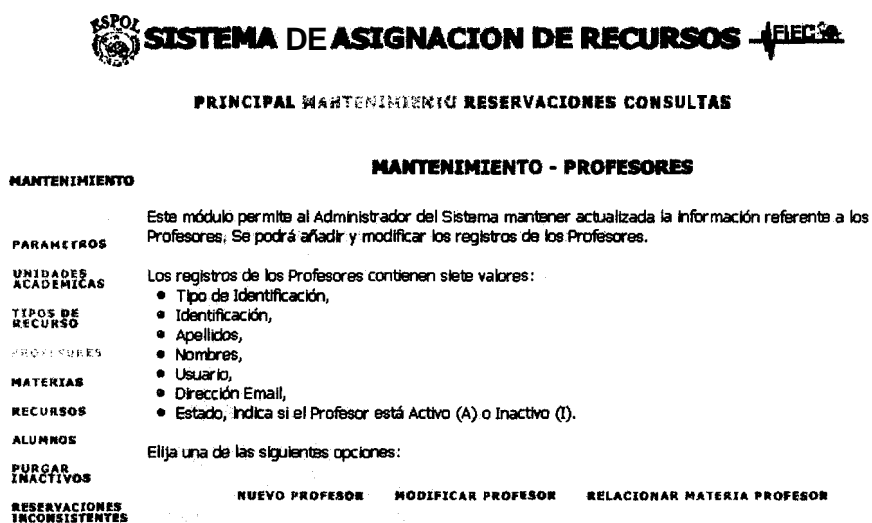 ESPOL
SISTEMA DE ASIGNACION DE RECURSOS
FIEC
PRINCIPAL MANTENIMIENTO RESERVACIONES CONSULTAS
MANTENIMIENTO - PROFESORES
MANTENIMIENTO
Este módulo permite al Administrador del Sistema mantener actualizada la información referente a los
Profesores, Se podrá añadir y modificar los registros de los Profesores.
PARAMETROS
UNIDADES
ACADEMICAS
Los registros de los Profesores contienen siete valores:
• Tipo de Identificación,
• Identificación,
• Apellidos,
• Nombres,
• Usuario,
• Dirección Email,
• Estado, indica si el Profesor está Activo (A) o Inactivo (I).
TIPOS DE
RECURSO
PROFESORES
MATERIAS
RECURSOS
ALUMNOS
PURGAR
INACTIVOS
RESERVACIONES
INCONSISTENTES
Elija una de las siguientes opciones:
NUEVO PROFESOR MODIFICAR PROFESOR RELACIONAR MATERIA PROFESOR